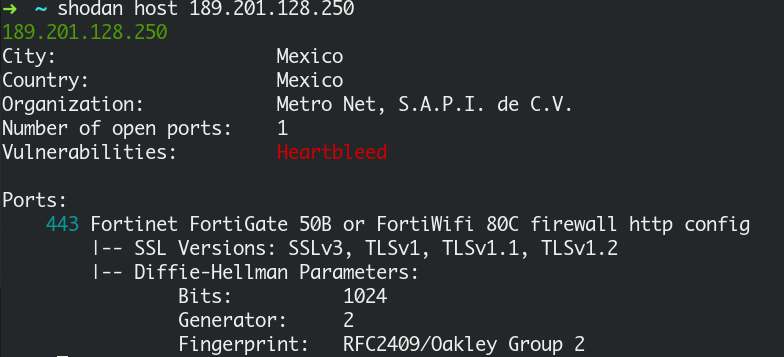 → ~ shodan host 189.201.128.250
189.201.128.250
City: Mexico
Country: Mexico
Organization: Metro Net, S.A.P.I. de C.V.
Number of open ports: 1
Vulnerabilities: Heartbleed
Ports:
443 Fortinet FortiGate 50B or FortiWifi 80C firewall http config
|-- SSL Versions: SSLv3, TLSv1, TLSv1.1, TLSv1.2
|-- Diffie-Hellman Parameters:
Bits: 1024
Generator: 2
Fingerprint: RFC2409/Oakley Group 2